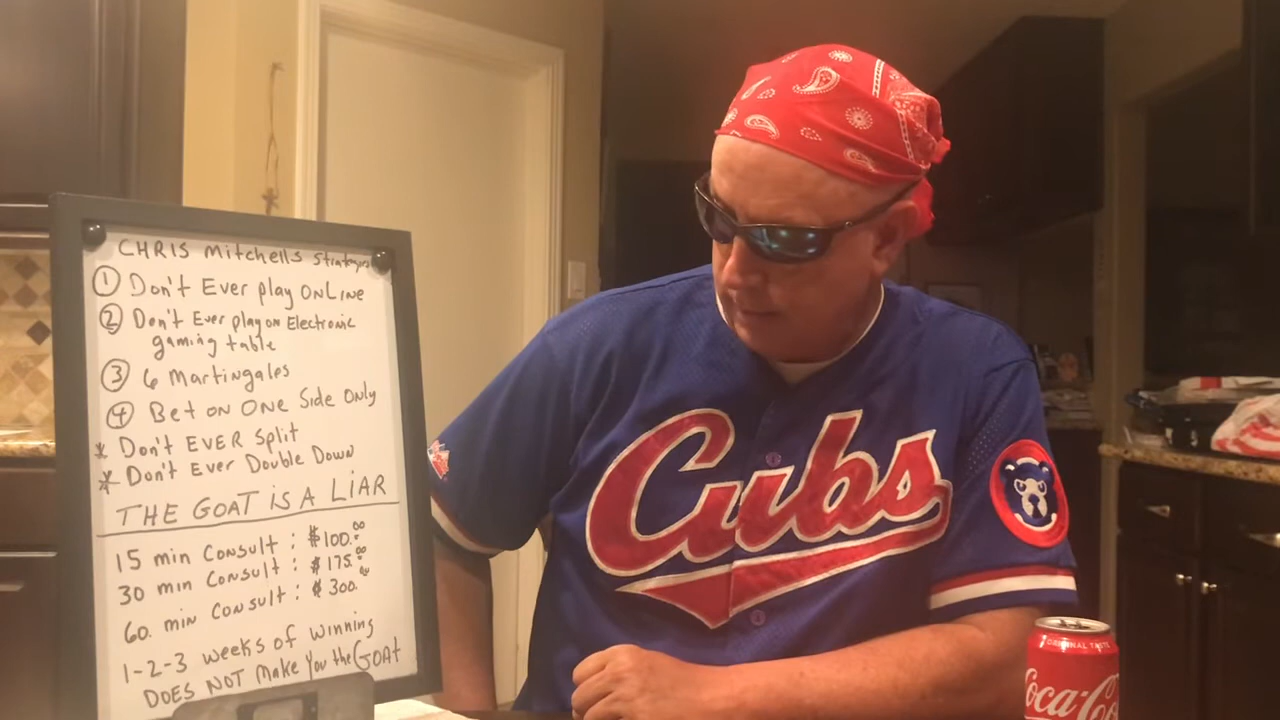 CHRIS Mitchells Strategies
① Don't Ever play ONLine
② Don't Ever play on Electronic
gaming table
③ 6 Martingales
④ Bet on ONE Side Only
* Don't EVER Split
* Don't Ever Double Down
THE GOAT IS A LIAR
15 min Consult : $100.00
30 min Consult : $175.00
60. min Consult : $300.00
1-2-3 weeks of winning
DOES NOT Make You the GOAT
Cubs
ORIGINAL TASTE
Coca-Co